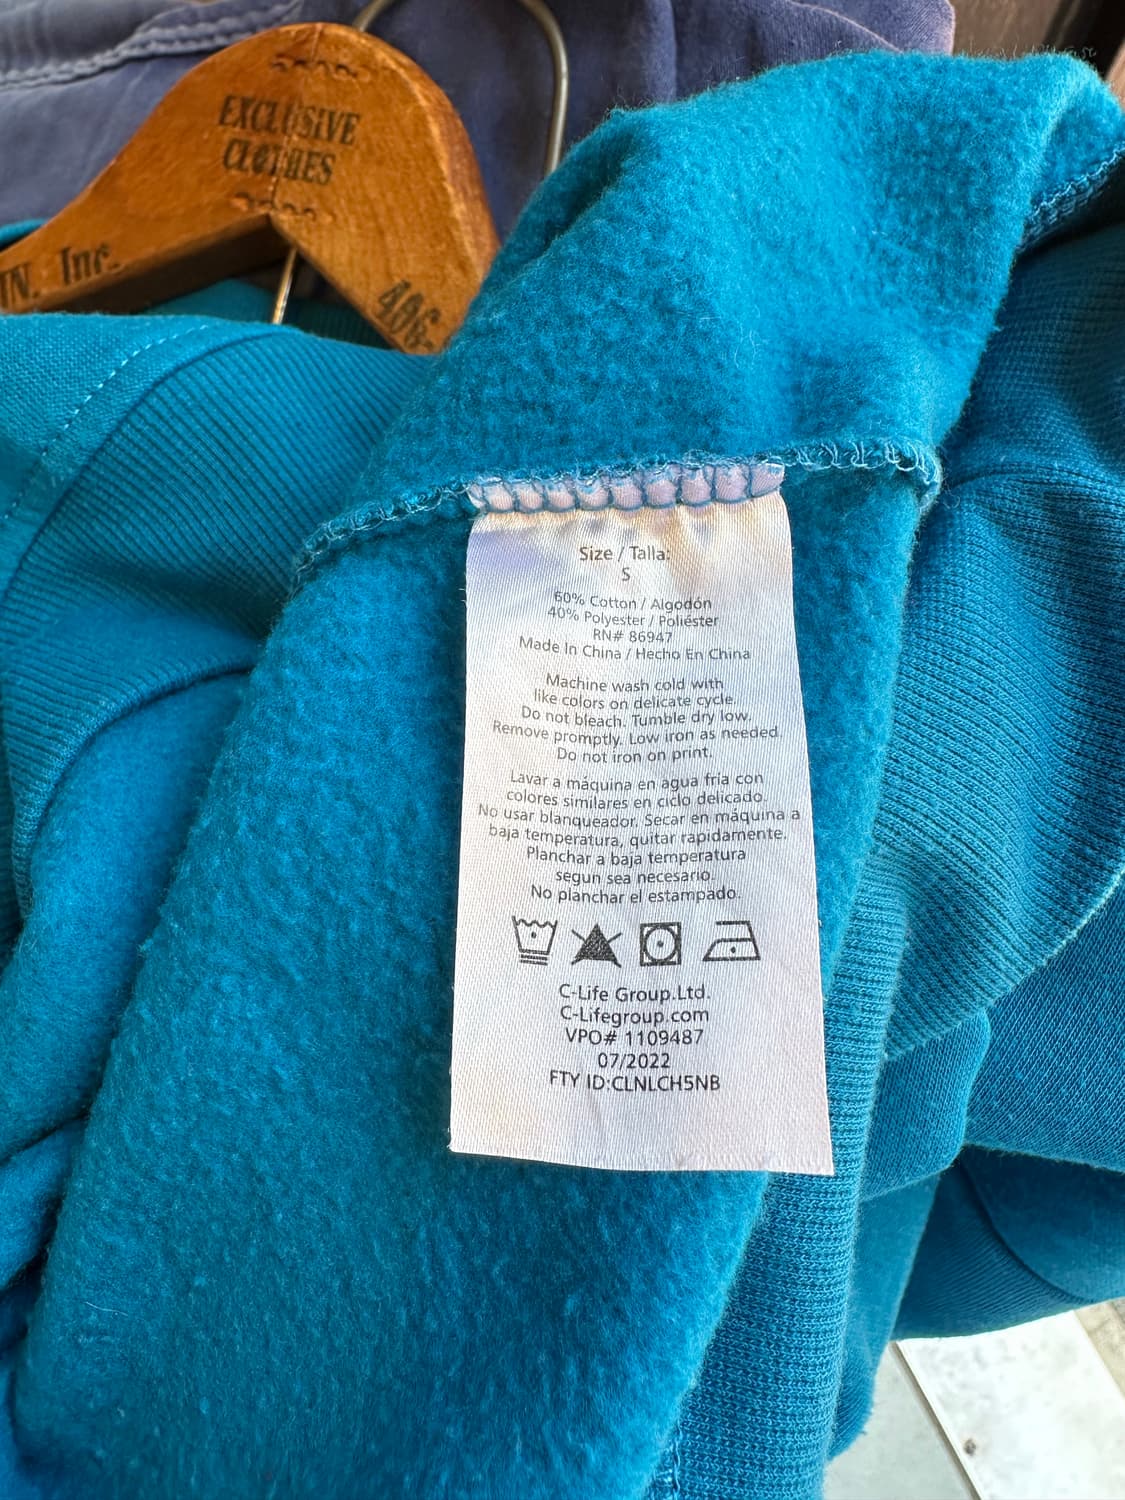 EXCLUSIVE
CLOTHES
IN. Inc.
406
Size / Talla:
S
60% Cotton / Algodón
40% Polyester / Poliéster
RN# 86947
Made In China / Hecho En China
Machine wash cold with
like colors on delicate cycle.
Do not bleach. Tumble dry low.
Remove promptly. Low iron as needed.
Do not iron on print.
Lavar a máquina en agua fría con
colores similares en ciclo delicado.
No usar blanqueador. Secar en máquina a
baja temperatura, quitar rapidamente.
Planchar a baja temperatura
segun sea necesario.
No planchar el estampado.
C-Life Group.Ltd.
C-Lifegroup.com
VPO# 1109487
07/2022
FTY ID:CLNLCH5NB